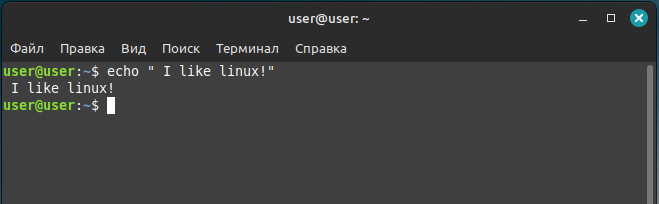 user@user: ~
Файл Правка Вид Поиск Терминал Справка
user@user:~$ echo " I like linux!"
 I like linux!
user@user:~$